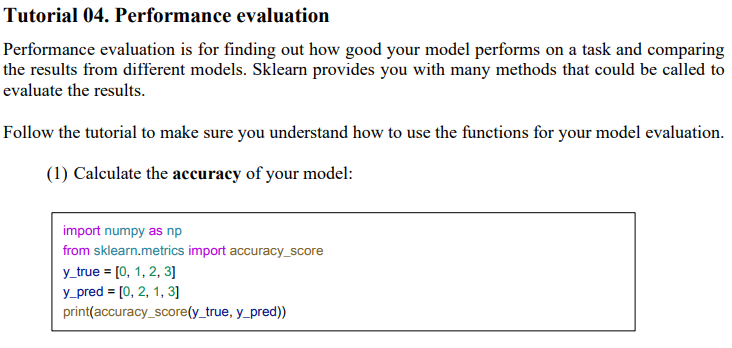 Tutorial 04. Performance evaluation
Performance evaluation is for finding out how good your model performs on a task and comparing
the results from different models. Sklearn provides you with many methods that could be called to
evaluate the results.
Follow the tutorial to make sure you understand how to use the functions for your model evaluation.
(1) Calculate the accuracy of your model:
import numpy as np
from sklearn.metrics import accuracy_score
y_true = [0, 1, 2, 3]
y_pred = [0, 2, 1, 3]
print(accuracy_score(y_true, y_pred))